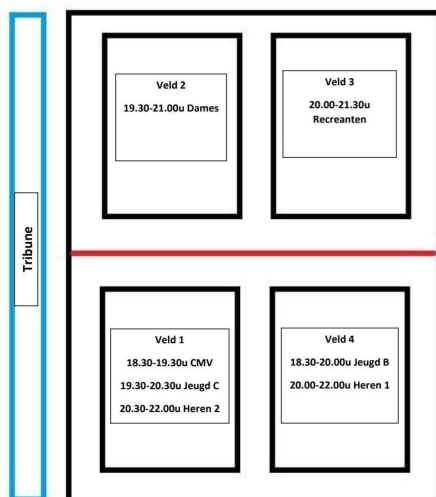 Tribune
Veld 2
19.30-21.00u Dames
Veld 3
20.00-21.30u
Recreanten
Veld 1
18.30-19.30u CMV
19.30-20.30u Jeugd C
20.30-22.00u Heren 2
Veld 4
18.30-20.00u Jeugd B
20.00-22.00u Heren 1